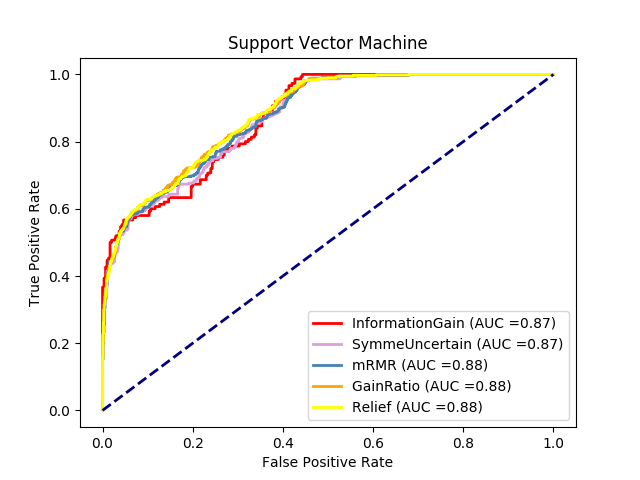 Support Vector Machine
True Positive Rate
1.0
0.8
0.6
0.4
0.2
0.0
InformationGain (AUC =0.87)
SymmeUncertain (AUC =0.87)
mRMR (AUC =0.88)
GainRatio (AUC =0.88)
Relief (AUC =0.88)
0.0 0.2 0.4 0.6 0.8 1.0
False Positive Rate